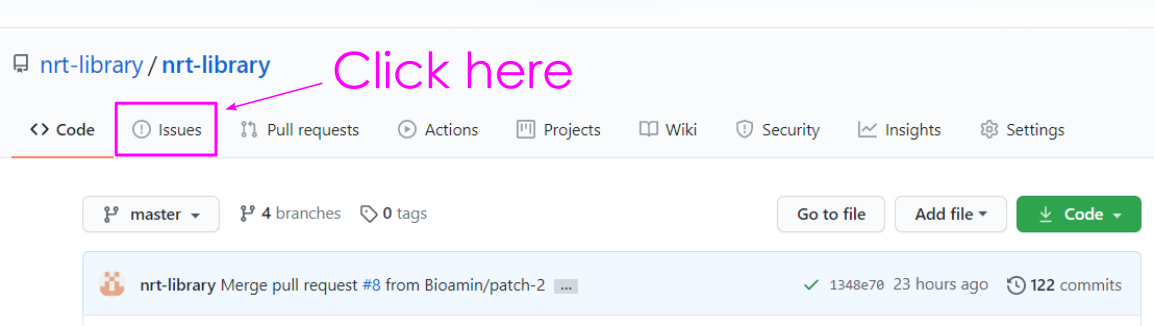 nrt-library / nrt-library
Click here
Code Issues Pull requests Actions Projects Wiki Security Insights Settings
master 4 branches 0 tags Go to file Add file Code
nrt-library Merge pull request #8 from Bioamin/patch-2 ... 1348e70 23 hours ago 122 commits